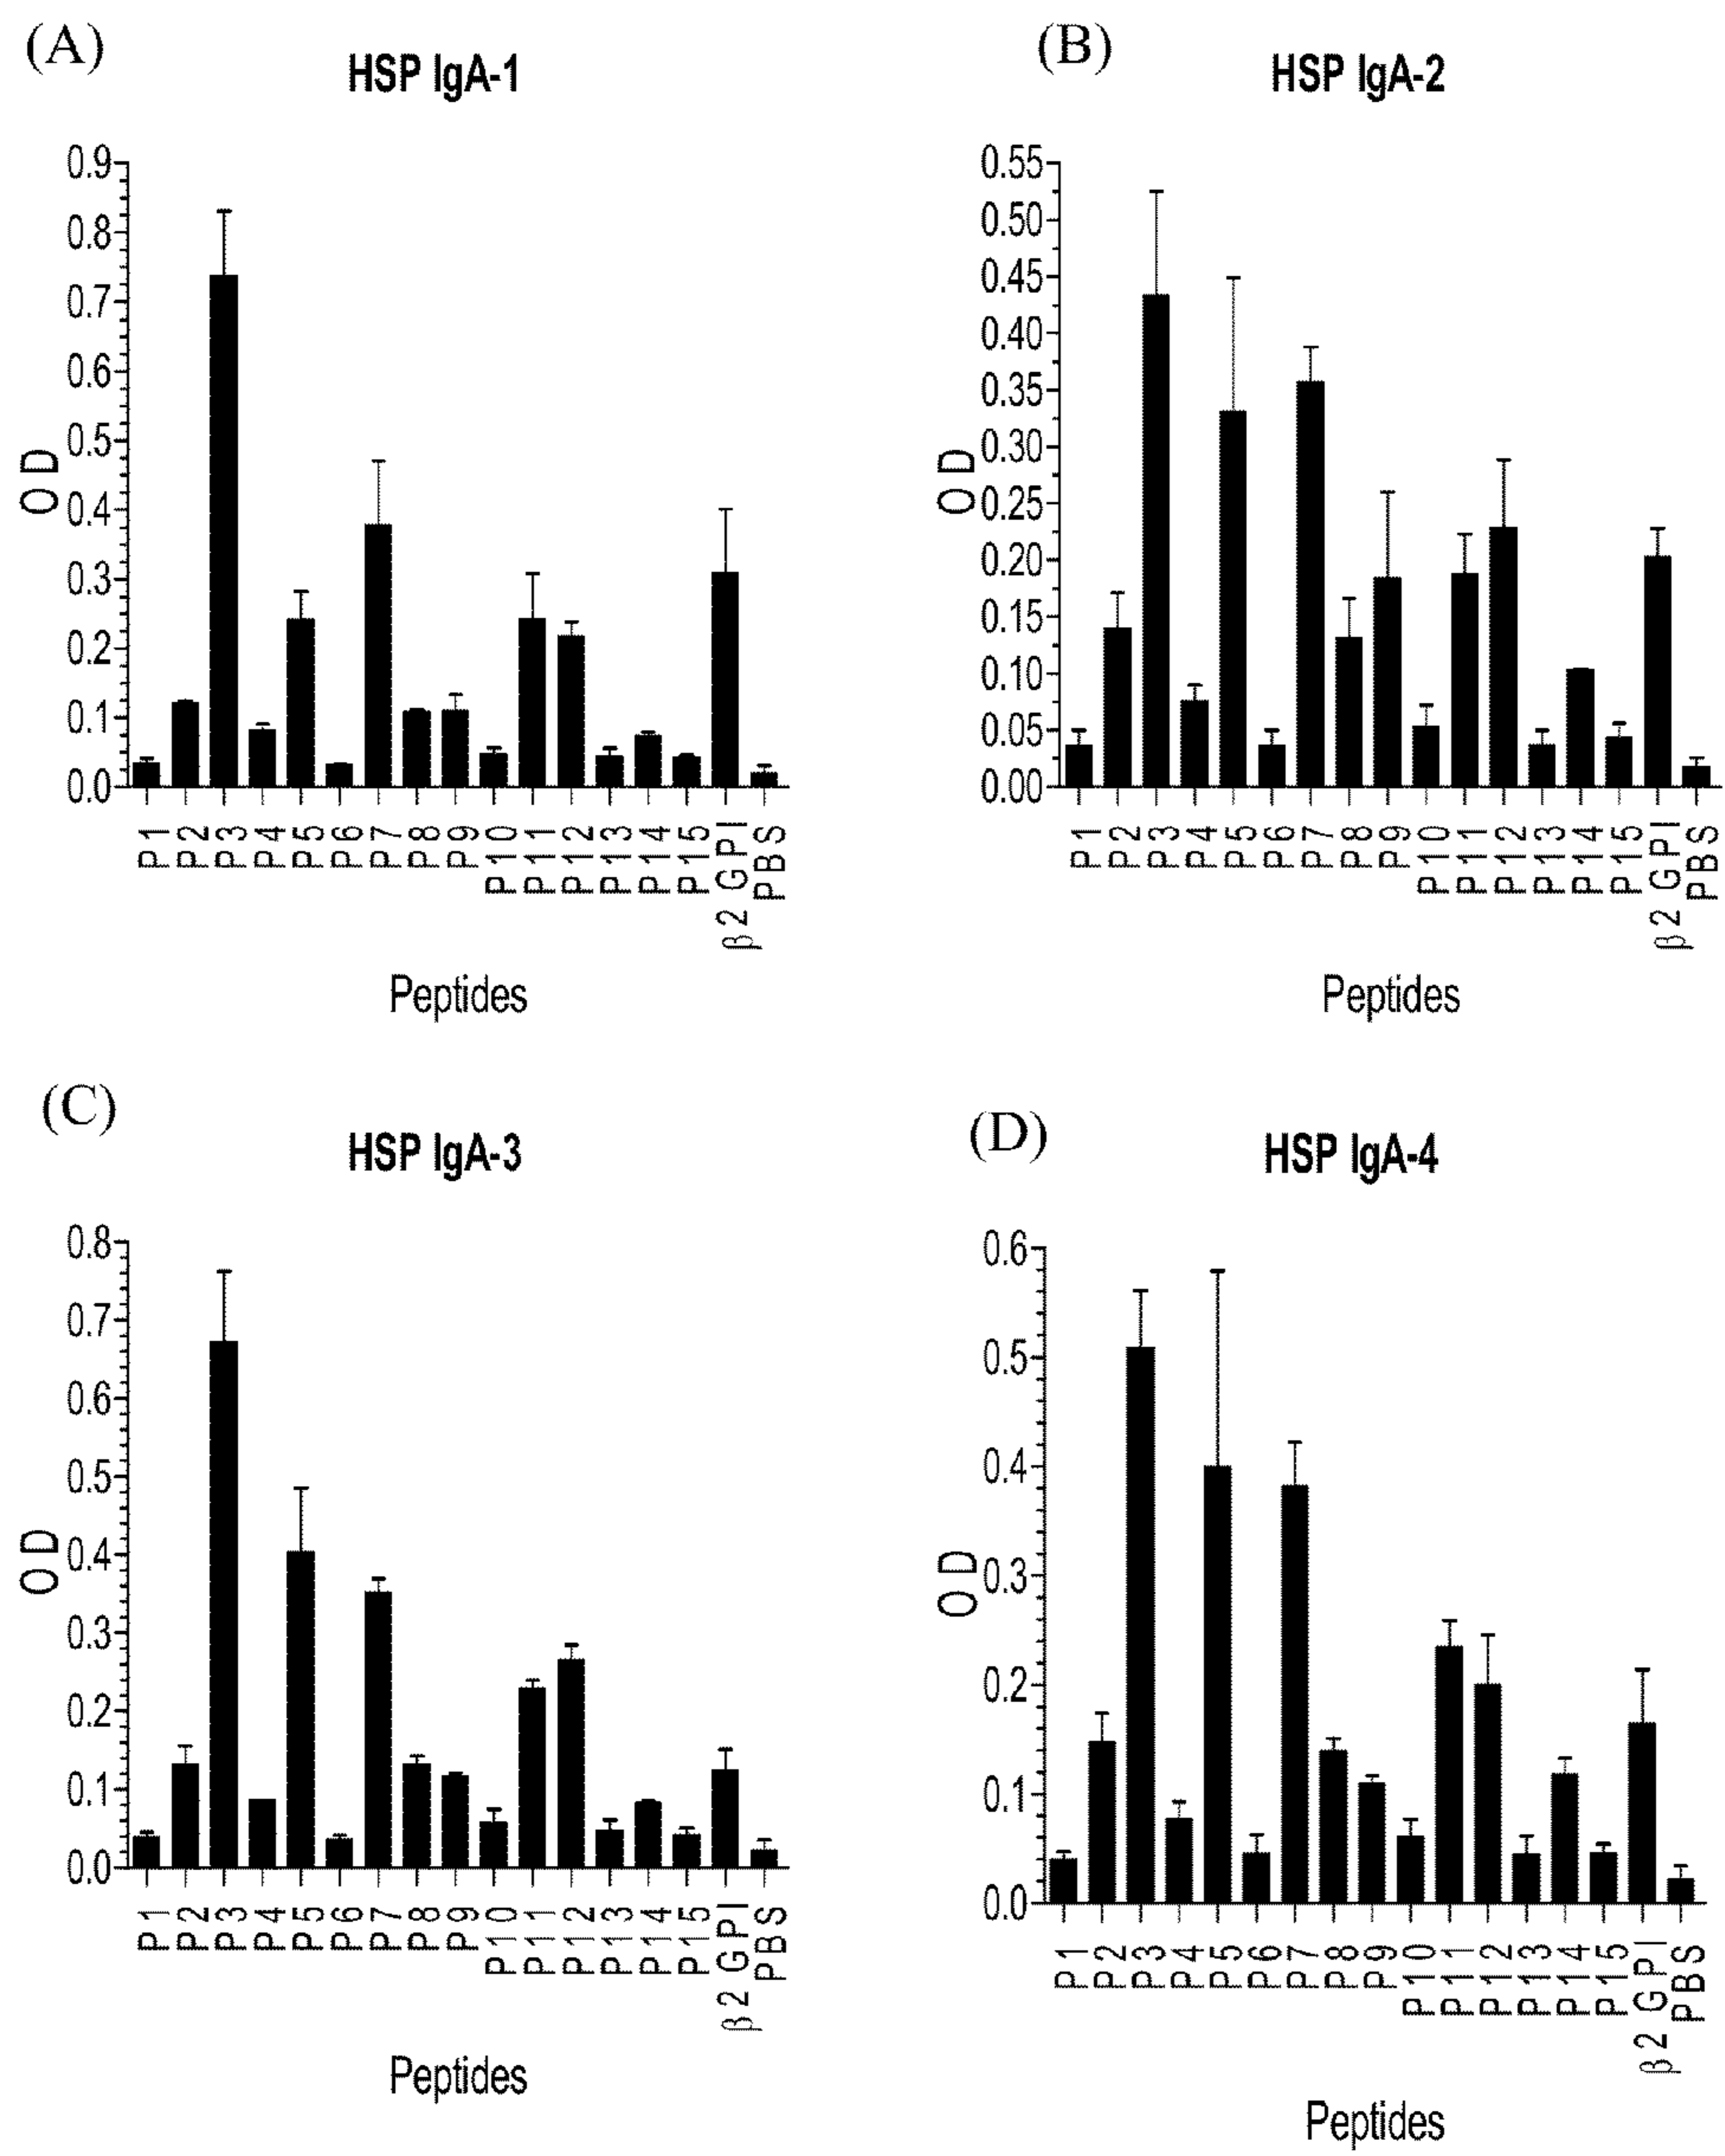 (A)
HSP IgA-1
OD
0.9
0.8
0.7
0.6
0.5
0.4
0.3
0.2
0.1
0.0
P1
P2
P3
P4
P5
P6
P7
P8
P9
P10
P11
P12
P13
P14
P15
β2 GPI
PBS
Peptides
(B)
HSP IgA-2
OD
0.55
0.50
0.45
0.40
0.35
0.30
0.25
0.20
0.15
0.10
0.05
0.00
P1
P2
P3
P4
P5
P6
P7
P8
P9
P10
P11
P12
P13
P14
P15
β2 GPI
PBS
Peptides
(C)
HSP IgA-3
OD
0.8
0.7
0.6
0.5
0.4
0.3
0.2
0.1
0.0
P1
P2
P3
P4
P5
P6
P7
P8
P9
P10
P11
P12
P13
P14
P15
β2 GPI
PBS
Peptides
(D)
HSP IgA-4
OD
0.6
0.5
0.4
0.3
0.2
0.1
0.0
P1
P2
P3
P4
P5
P6
P7
P8
P9
P10
P11
P12
P13
P14
P15
β2 GPI
PBS
Peptides